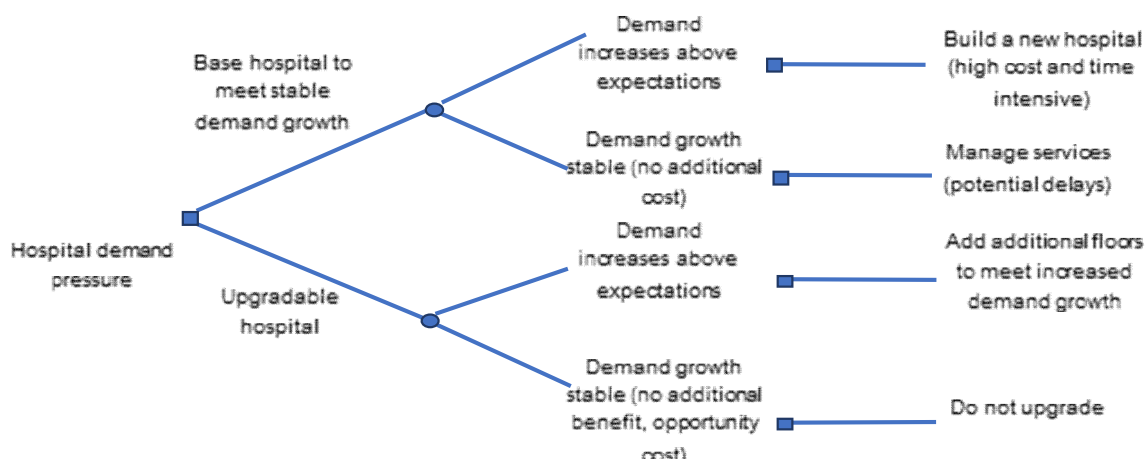 Hospital demand
pressure
Base hospital to
meet stable
demand growth
Upgradable
hospital
Demand
increases above
expectations
Demand growth
stable (no additional
cost)
Demand
increases above
expectations
Demand growth
stable (no additional
benefit, opportunity
cost)
Build a new hospital
(high cost and time
intensive)
Manage services
(potential delays)
Add additional floors
to meet increased
demand growth
Do not upgrade